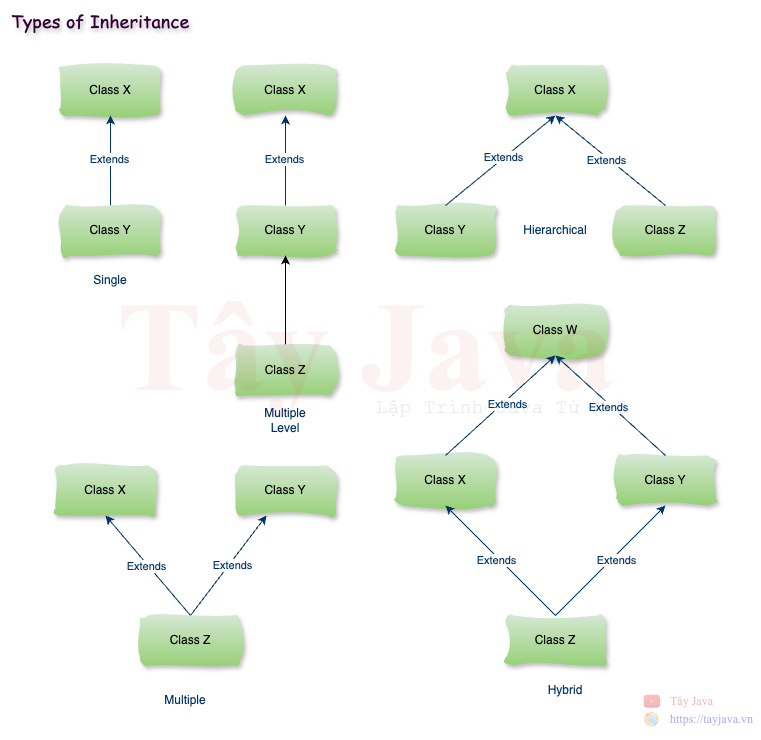 Types of Inheritance
Class X
Extends
Class Y
Single
Class X
Extends
Class Y
Class Z
Multiple
Level
Class X
Extends
Extends
Class Y
Hierarchical
Class Z
Tây Java
Lập Trình Java Từ
Class W
Extends
Extends
Class X
Class Y
Extends
Extends
Class Z
Hybrid
Class X
Class Y
Extends
Extends
Class Z
Multiple
Tây Java
https://tayjava.vn